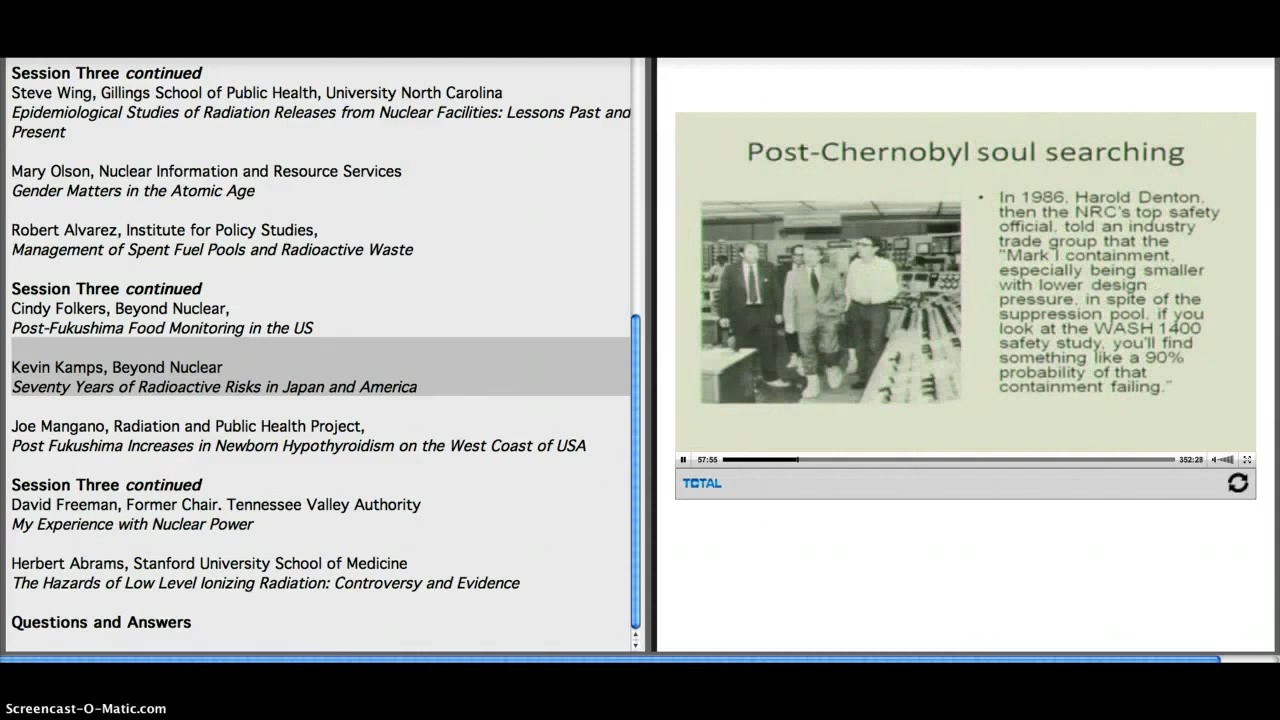 Session Three continued
Steve Wing, Gillings School of Public Health, University North Carolina
Epidemiological Studies of Radiation Releases from Nuclear Facilities: Lessons Past and
Present
Mary Olson, Nuclear Information and Resource Services
Gender Matters in the Atomic Age
Robert Alvarez, Institute for Policy Studies,
Management of Spent Fuel Pools and Radioactive Waste
Session Three continued
Cindy Folkers, Beyond Nuclear,
Post-Fukushima Food Monitoring in the US
Kevin Kamps, Beyond Nuclear
Seventy Years of Radioactive Risks in Japan and America
Joe Mangano, Radiation and Public Health Project,
Post Fukushima Increases in Newborn Hypothyroidism on the West Coast of USA
Session Three continued
David Freeman, Former Chair. Tennessee Valley Authority
My Experience with Nuclear Power
Herbert Abrams, Stanford University School of Medicine
The Hazards of Low Level Ionizing Radiation: Controversy and Evidence
Questions and Answers
Post-Chernobyl soul searching
• In 1986, Harold Denton,
then the NRC's top safety
official, told an industry
trade group that the
"Mark I containment,
especially being smaller
with lower design
pressure, in spite of the
suppression pool, if you
look at the WASH 1400
safety study, you'll find
something like a 90%
probability of that
containment failing."
57:55
352:28
TOTAL
Screencast-O-Matic.com